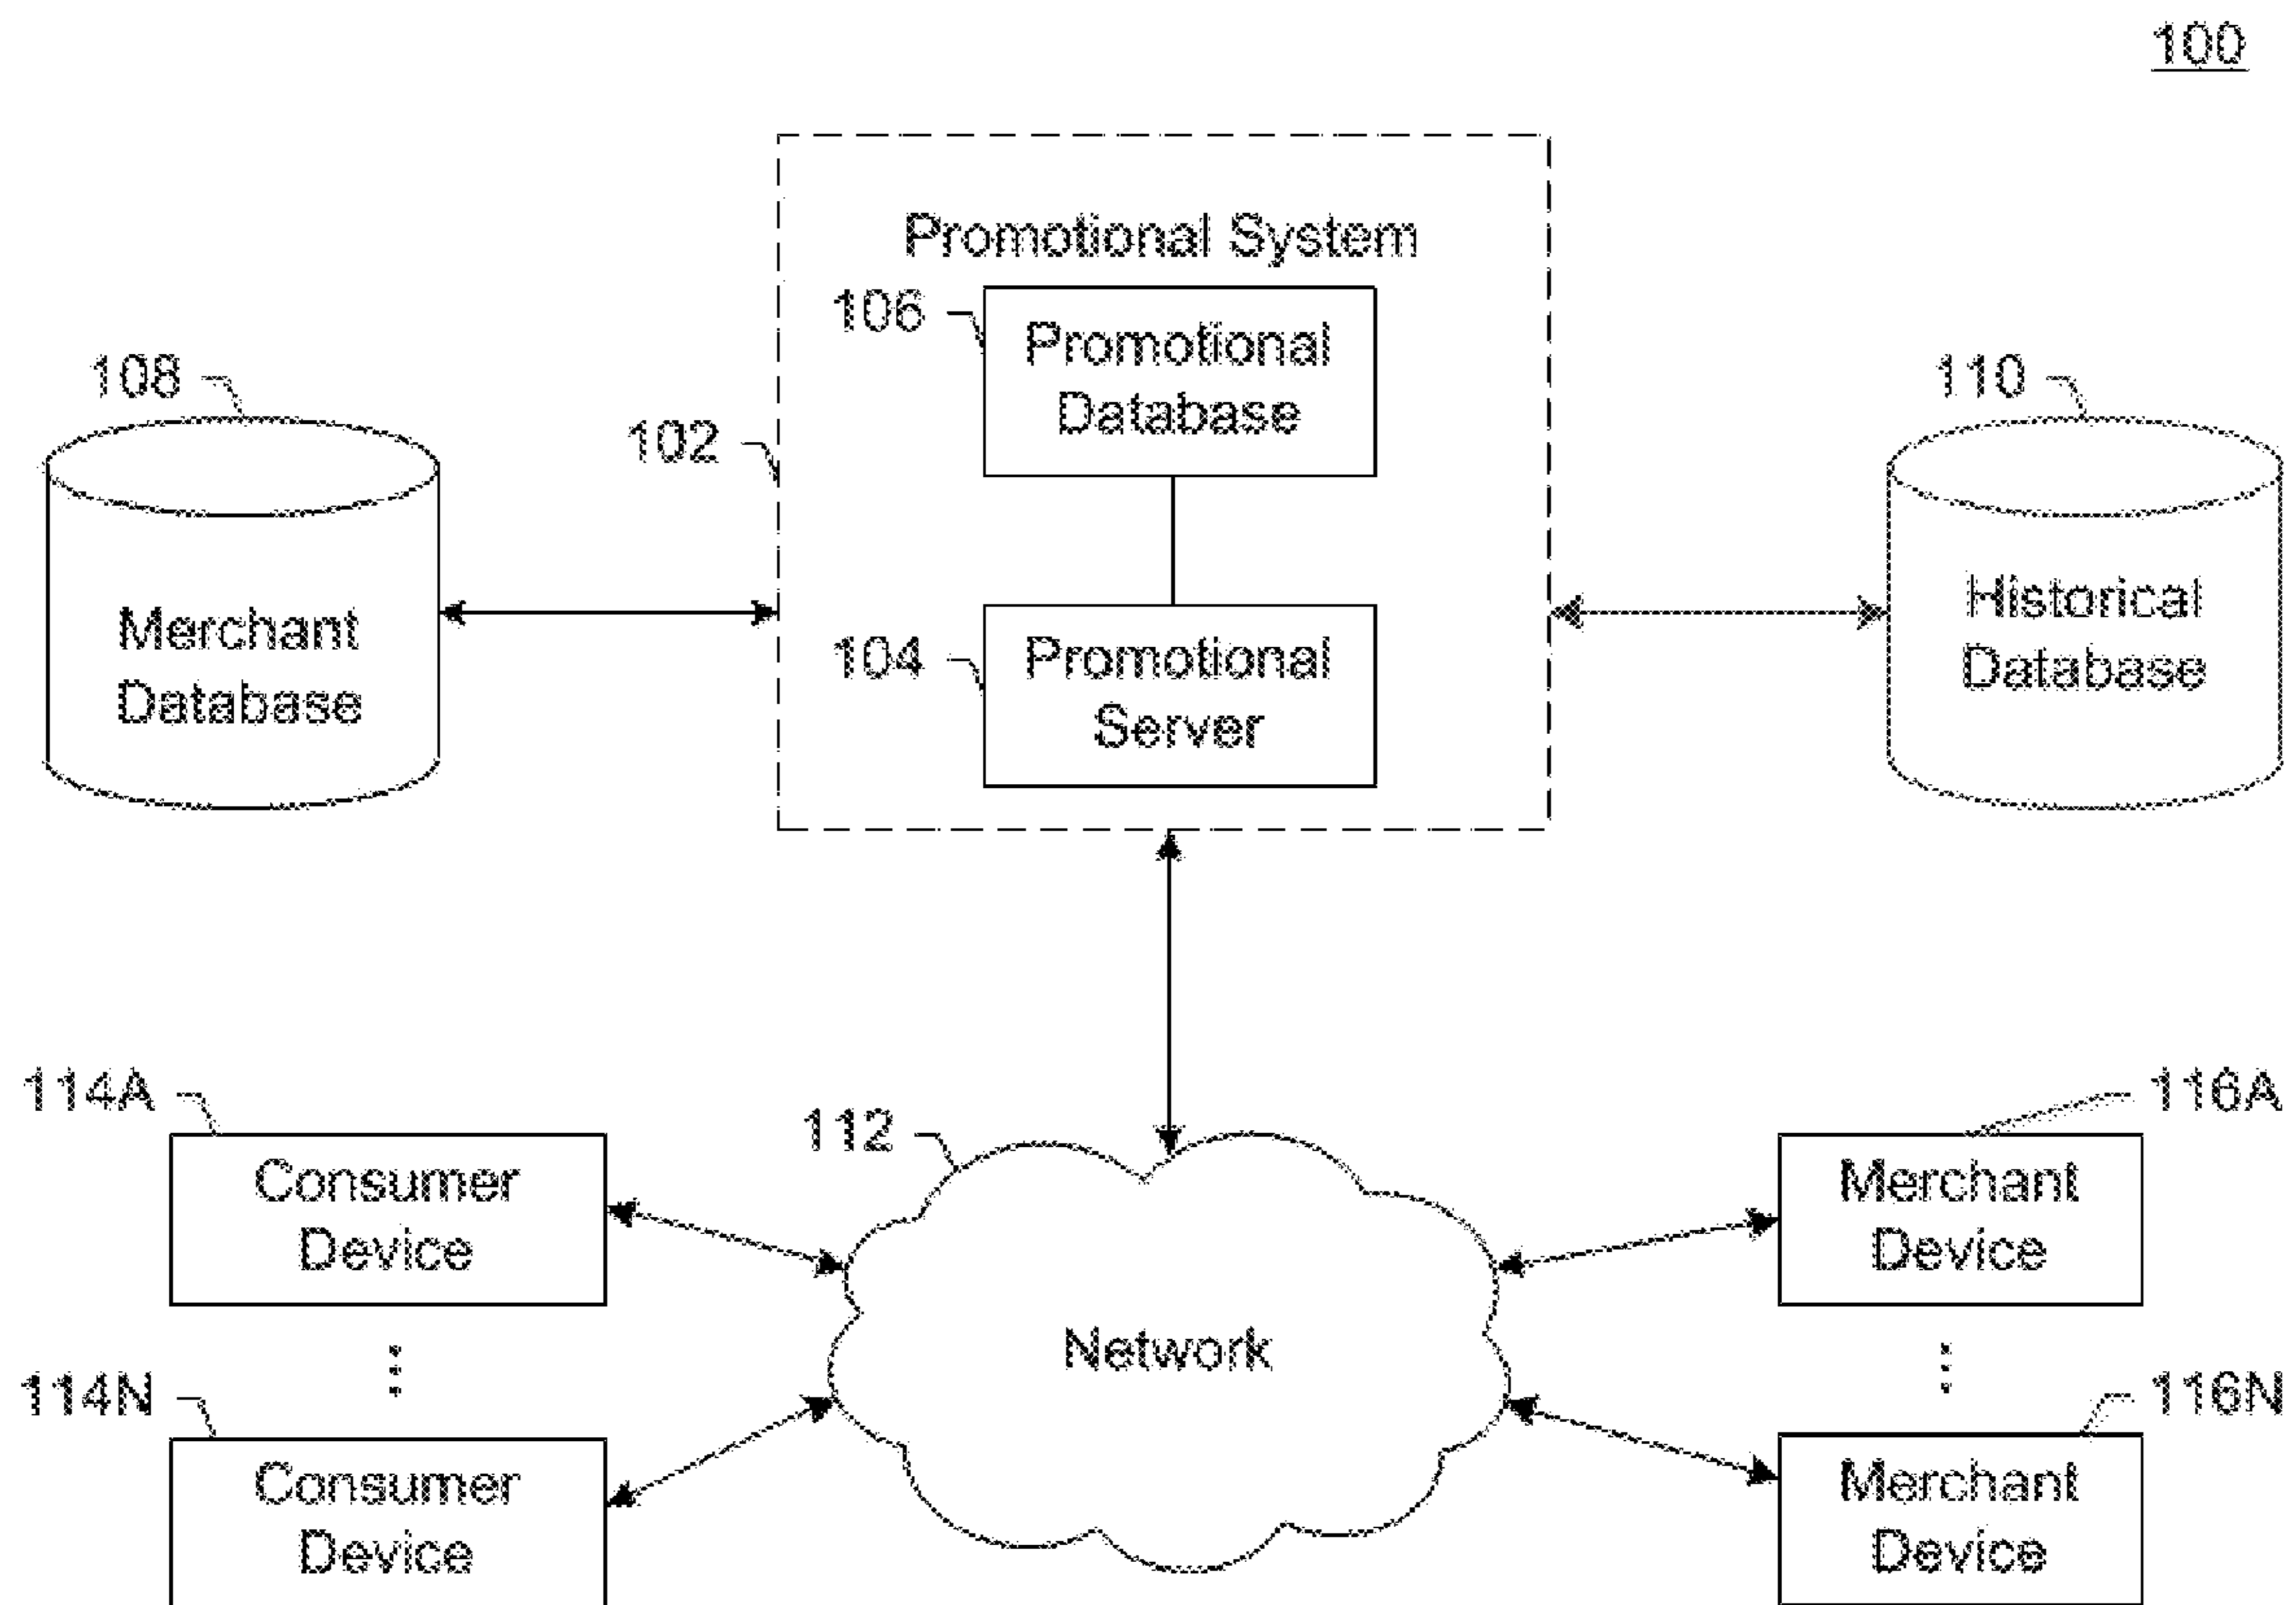 100
Promotional System
106
Promotional
Database
108
102
110
Merchant
Database
104
Promotional
Server
Historical
Database
114A
Consumer
Device
112
116A
Merchant
Device
Network
114N
Consumer
Device
116N
Merchant
Device